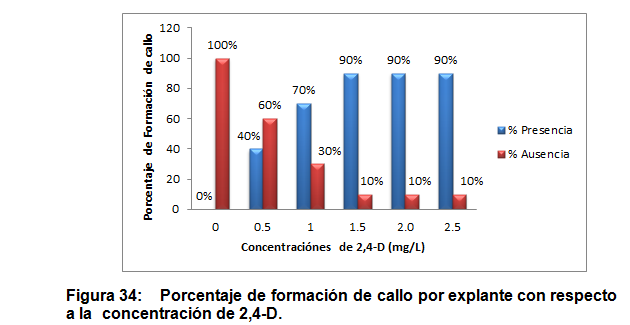 Porcentaje de Formación de callo
120
100
80
60
40
20
0
0%
100%
40%
60%
70%
30%
90%
10%
90%
10%
90%
10%
0 0.5 1 1.5 2.0 2.5
Concentraciónes de 2,4-D (mg/L)
% Presencia
% Ausencia
Figura 34: Porcentaje de formación de callo por explante con respecto
a la concentración de 2,4-D.